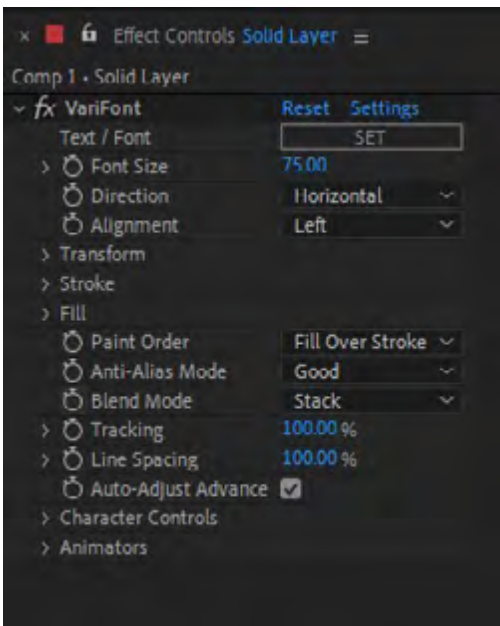 Effect Controls Solid Layer
Comp 1 • Solid Layer
fx VariFont Reset Settings
Text / Font SET
Font Size 75.00
Direction Horizontal
Alignment Left
Transform
Stroke
Fill
Paint Order Fill Over Stroke
Anti-Alias Mode Good
Blend Mode Stack
Tracking 100.00 %
Line Spacing 100.00 %
Auto-Adjust Advance
Character Controls
Animators